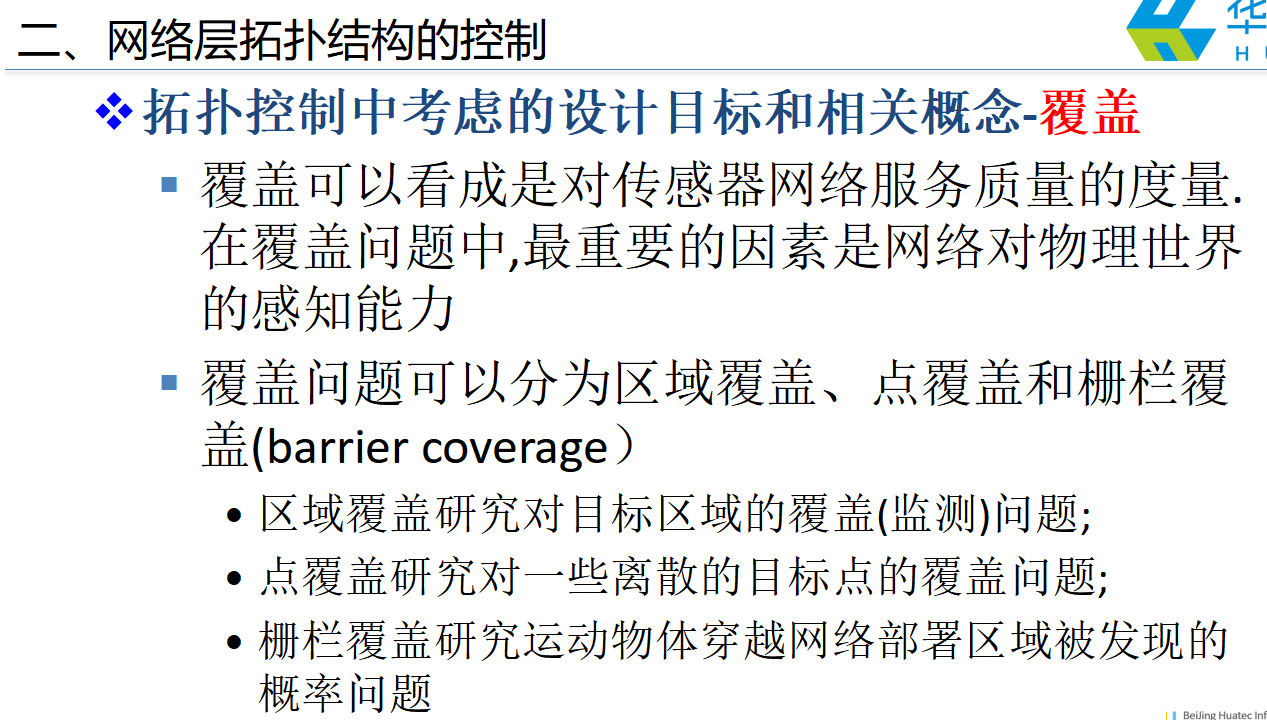 二、网络层拓扑结构的控制
华
HU
拓扑控制中考虑的设计目标和相关概念-覆盖
覆盖可以看成是对传感器网络服务质量的度量.
在覆盖问题中,最重要的因素是网络对物理世界
的感知能力
覆盖问题可以分为区域覆盖、点覆盖和栅栏覆
盖(barrier coverage）
• 区域覆盖研究对目标区域的覆盖(监测)问题;
• 点覆盖研究对一些离散的目标点的覆盖问题;
• 栅栏覆盖研究运动物体穿越网络部署区域被发现的
概率问题
BeiJing Huatec Inf